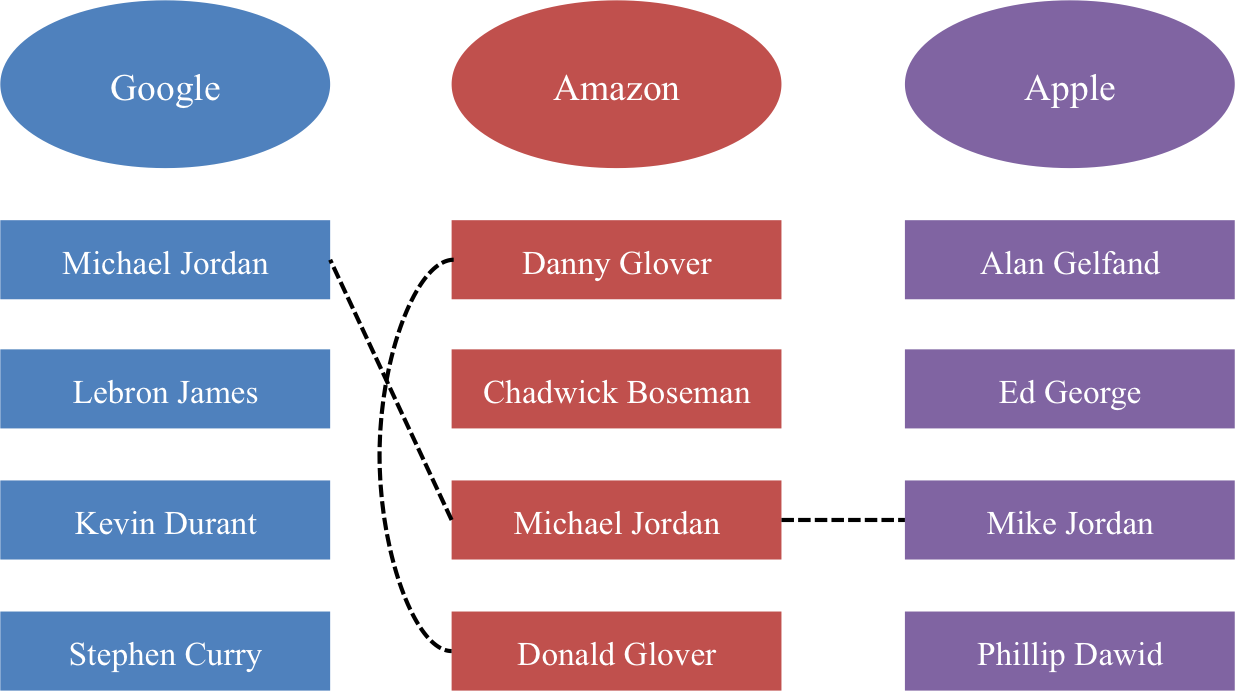 Google
Amazon
Apple
Michael Jordan
Danny Glover
Alan Gelfand
Lebron James
Chadwick Boseman
Ed George
Kevin Durant
Michael Jordan
Mike Jordan
Stephen Curry
Donald Glover
Phillip Dawid